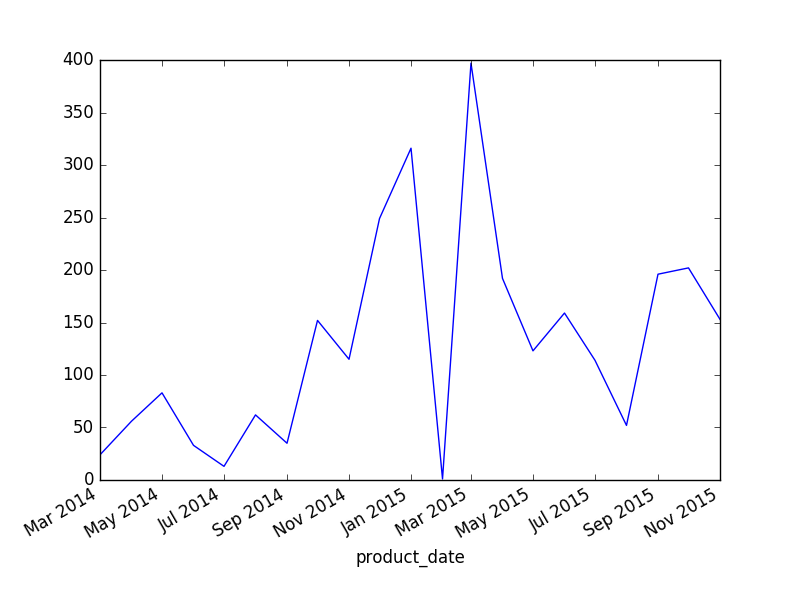 400
350
300
250
200
150
100
50
0
Mar 2014
May 2014
Jul 2014
Sep 2014
Nov 2014
Jan 2015
Mar 2015
May 2015
Jul 2015
Sep 2015
Nov 2015
product_date